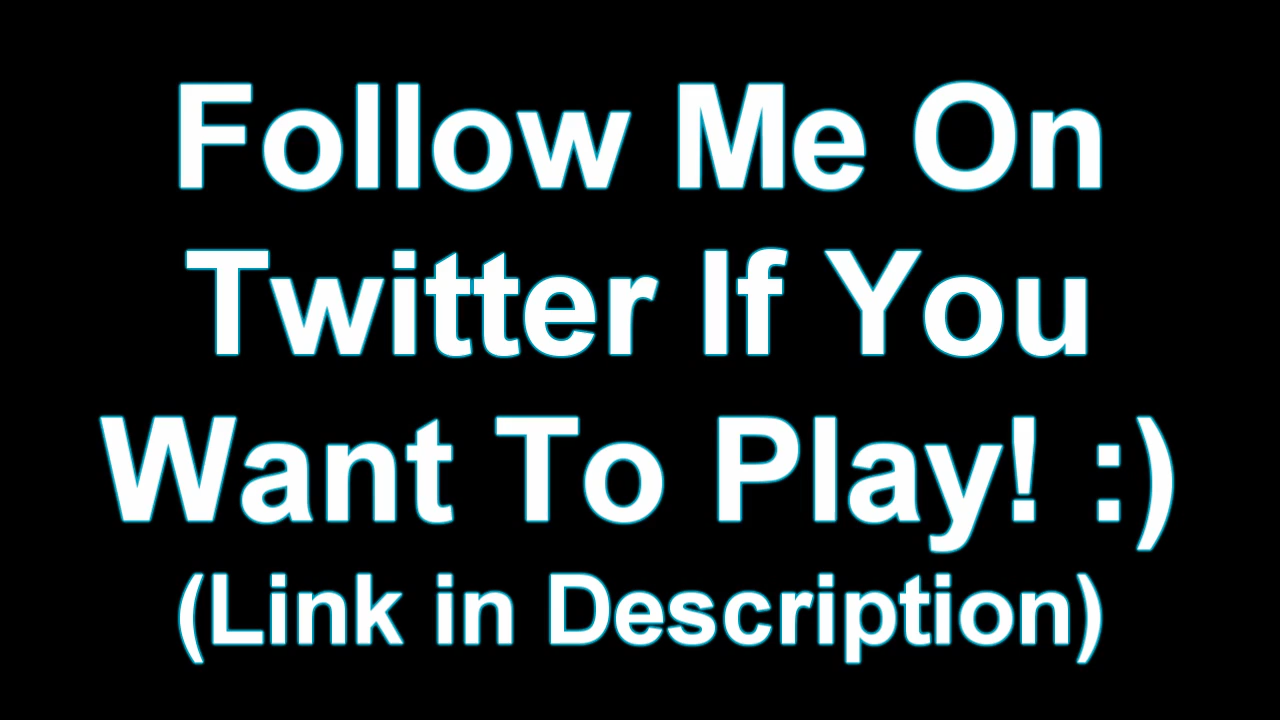 Follow Me On
Twitter If You
Want To Play! :)
(Link in Description)